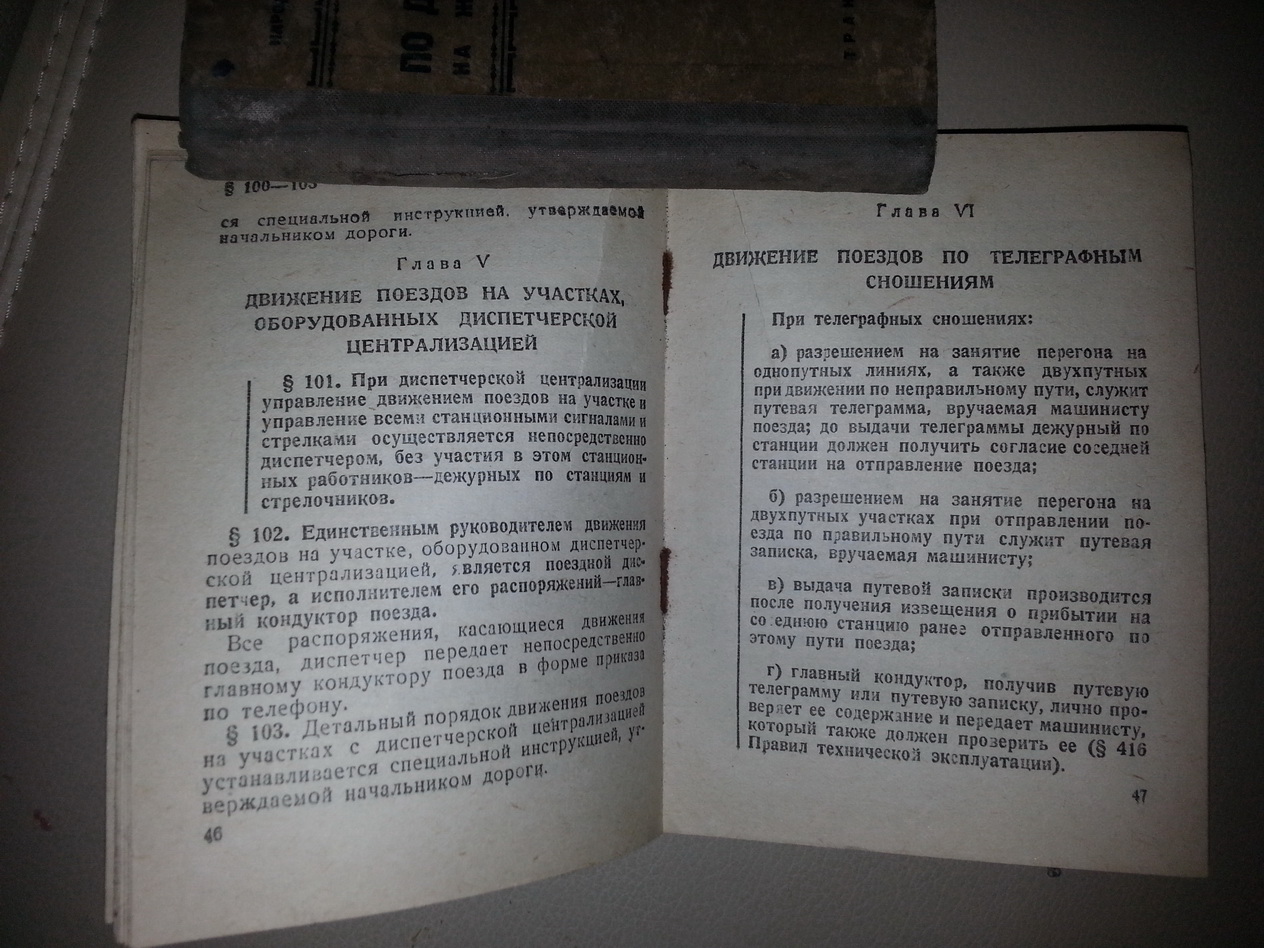 ПО Д
НА Ж
ТРАН
§ 100—103
ся специальной инструкцией, утверждаемой
начальником дороги.
Глава V
ДВИЖЕНИЕ ПОЕЗДОВ НА УЧАСТКАХ,
ОБОРУДОВАННЫХ ДИСПЕТЧЕРСКОЙ
ЦЕНТРАЛИЗАЦИЕЙ
§ 101. При диспетчерской централизации
управление движением поездов на участке и
управление всеми станционными сигналами и
стрелками осуществляется непосредственно
диспетчером, без участия в этом станцион-
ных работников—дежурных по станциям и
стрелочников.
§ 102. Единственным руководителем движения
поездов на участке, оборудованном диспетчер-
ской централизацией, является поездной дис-
петчер, а исполнителем его распоряжений—глав-
ный кондуктор поезда.
Все распоряжения, касающиеся движения
поезда, диспетчер передает непосредственно
главному кондуктору поезда в форме приказа
по телефону.
§ 103. Детальный порядок движения поездов
на участках с диспетчерской централизацией
устанавливается специальной инструкцией, ут-
верждаемой начальником дороги.
46
Глава VI
ДВИЖЕНИЕ ПОЕЗДОВ ПО ТЕЛЕГРАФНЫМ
СНОШЕНИЯМ
При телеграфных сношениях:
а) разрешением на занятие перегона на
однопутных линиях, а также двухпутных
при движении по неправильному пути, служит
путевая телеграмма, вручаемая машинисту
поезда; до выдачи телеграммы дежурный по
станции должен получить согласие соседней
станции на отправление поезда;
б) разрешением на занятие перегона на
двухпутных участках при отправлении по-
езда по правильному пути служит путевая
записка, вручаемая машинисту;
в) выдача путевой записки производится
после получения извещения о прибытии на
соседнюю станцию ранее отправленного по
этому пути поезда;
г) главный кондуктор, получив путевую
телеграмму или путевую записку, лично про-
веряет ее содержание и передает машинисту,
который также должен проверить ее (§ 416
Правил технической эксплуатации).
47